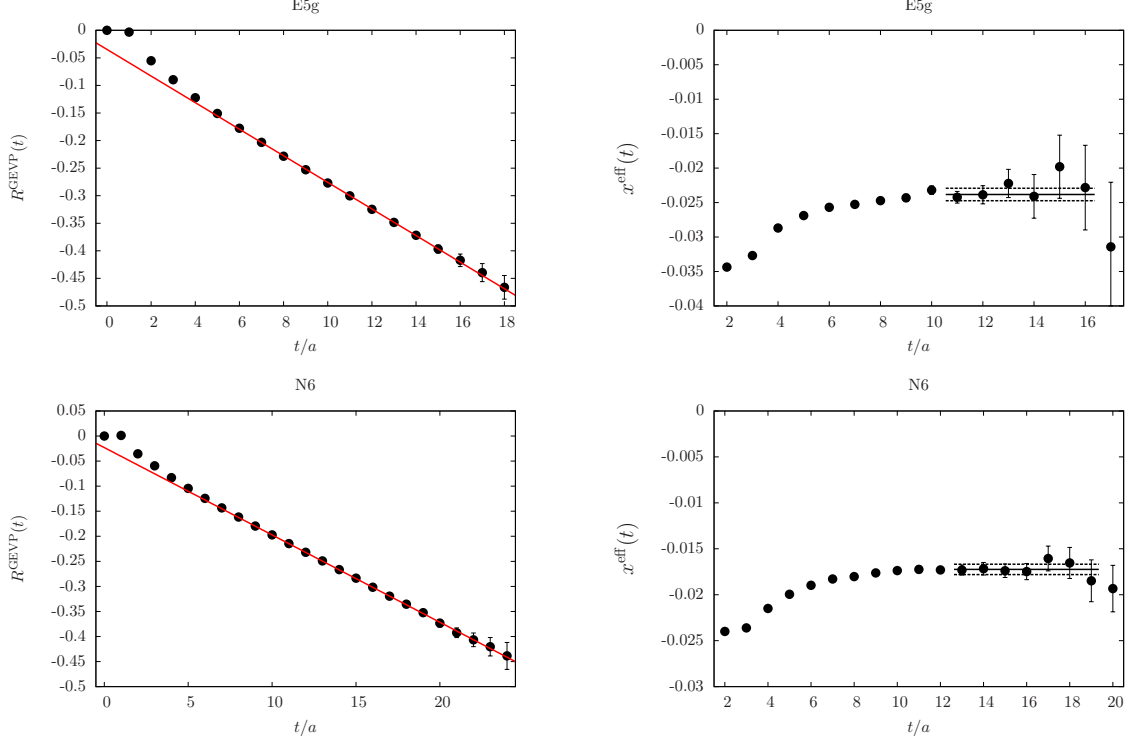 E5g
0
-0.05
-0.1
-0.15
-0.2
-0.25
-0.3
-0.35
-0.4
-0.45
-0.5
0 2 4 6 8 10 12 14 16 18
t/a
R^GEVP(t)
E5g
0
-0.005
-0.01
-0.015
-0.02
-0.025
-0.03
-0.035
-0.04
2 4 6 8 10 12 14 16
t/a
x^eff(t)
N6
0.05
0
-0.05
-0.1
-0.15
-0.2
-0.25
-0.3
-0.35
-0.4
-0.45
-0.5
0 5 10 15 20
t/a
R^GEVP(t)
N6
0
-0.005
-0.01
-0.015
-0.02
-0.025
-0.03
2 4 6 8 10 12 14 16 18 20
t/a
x^eff(t)